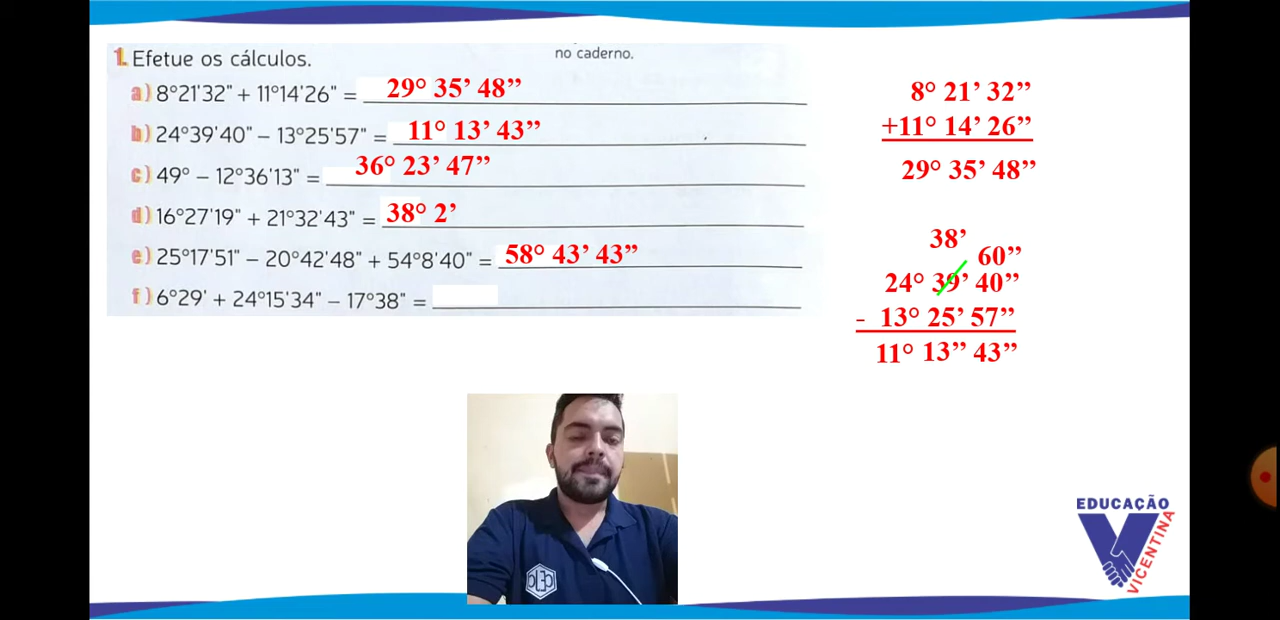 1. Efetue os cálculos.
no caderno.
a) 8°21'32" + 11°14'26" = 29° 35’ 48’’
b) 24°39'40" – 13°25'57" = 11° 13’ 43’’
c) 49° – 12°36'13" = 36° 23’ 47’’
d) 16°27'19" + 21°32'43" = 38° 2’
e) 25°17'51" – 20°42'48" + 54°8'40" = 58° 43’ 43’’
f) 6°29' + 24°15'34" – 17°38" =
8° 21’ 32’’
+11° 14’ 26’’
29° 35’ 48’’
38’
60’’
24° 39’ 40’’
- 13° 25’ 57’’
11° 13’’ 43’’
EDUCAÇÃO
VICENTINA